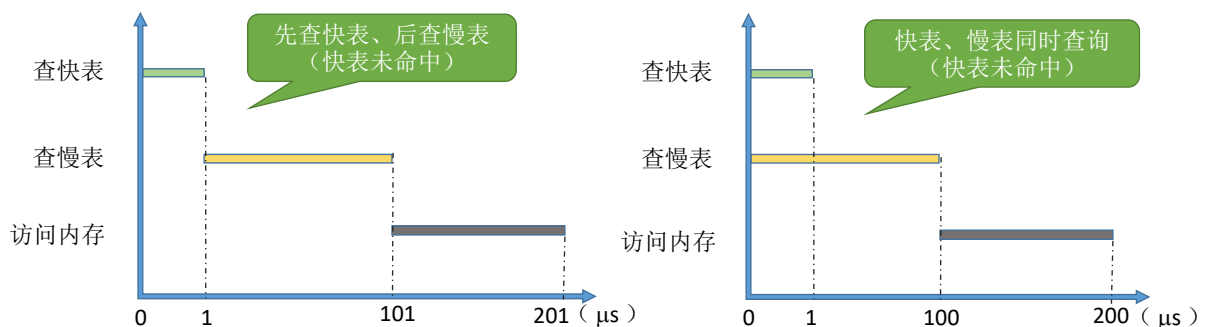 先查快表、后查慢表
（快表未命中）
查快表
查慢表
访问内存
0 1 101 201（ μs ）
快表、慢表同时查询
（快表未命中）
查快表
查慢表
访问内存
0 1 100 200（ μs ）